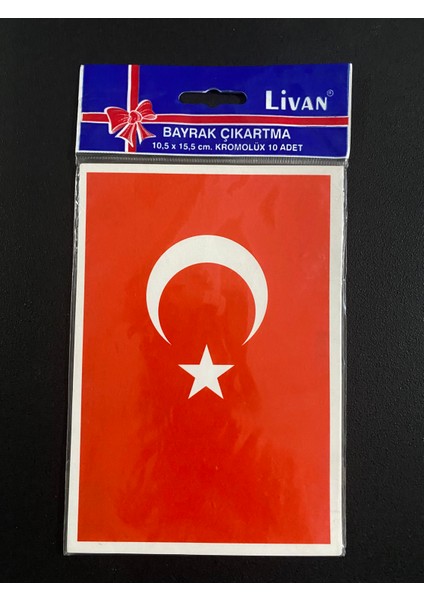 LiVAN®
BAYRAK ÇIKARTMA
10,5 x 15,5 cm. KROMOLÜX 10 ADET